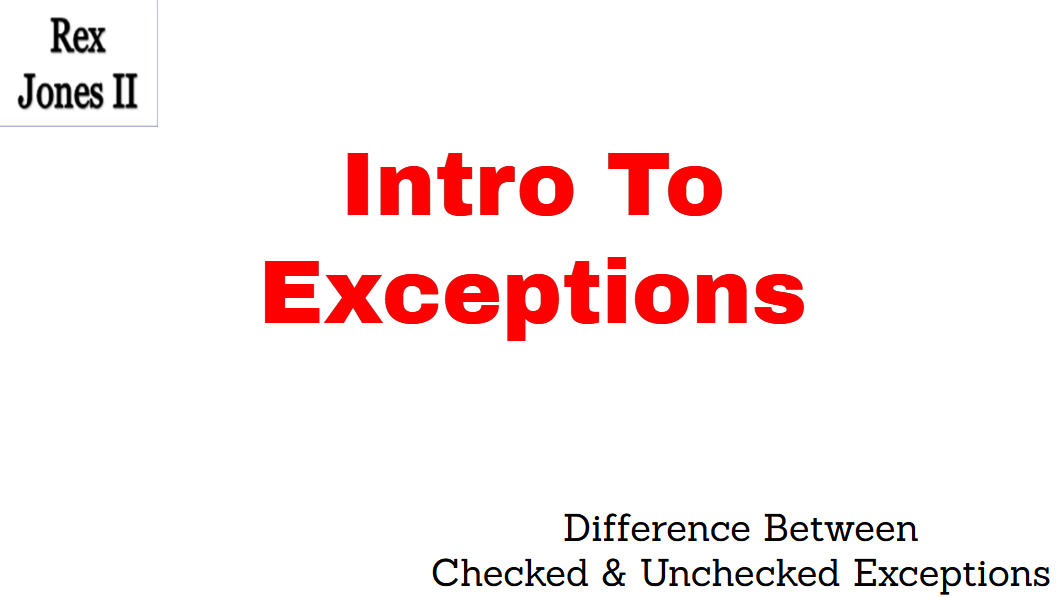 Rex
Jones II
Intro To
Exceptions
Difference Between
Checked & Unchecked Exceptions